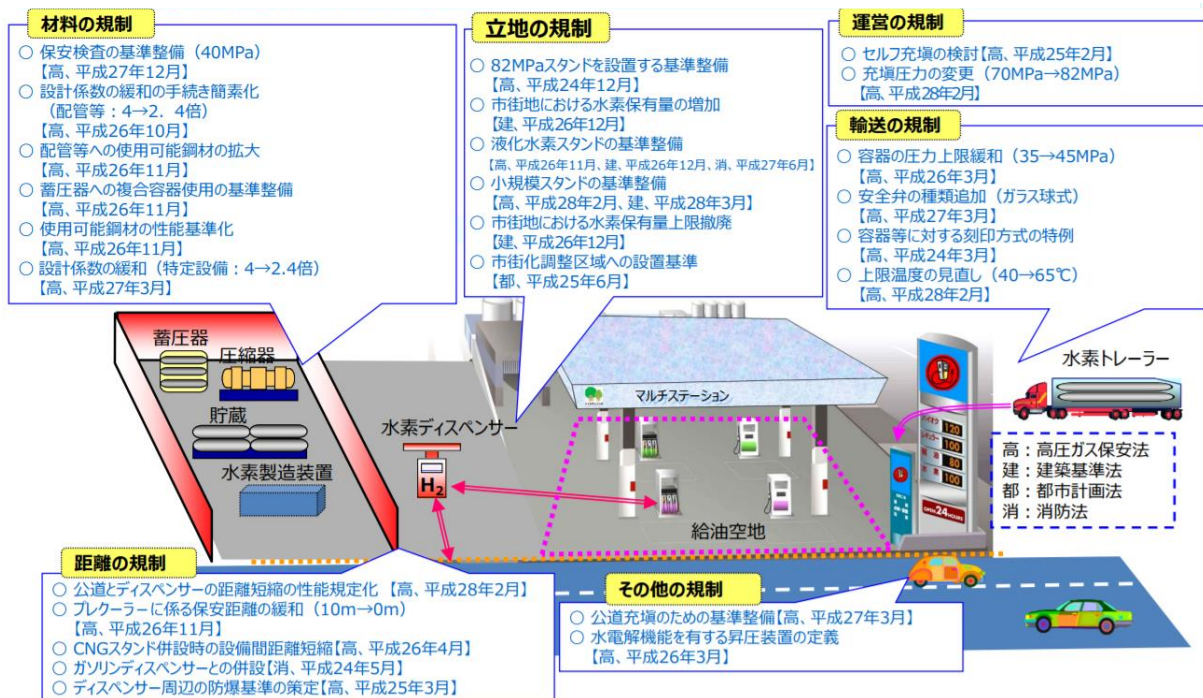 材料の規制
○ 保安検査の基準整備（40MPa）
【高、平成27年12月】
○ 設計係数の緩和の手続き簡素化
（配管等：4→2．4倍）
【高、平成26年10月】
○ 配管等への使用可能鋼材の拡大
【高、平成26年11月】
○ 蓄圧器への複合容器使用の基準整備
【高、平成26年11月】
○ 使用可能鋼材の性能基準化
【高、平成26年11月】
○ 設計係数の緩和（特定設備：4→2.4倍）
【高、平成27年3月】
立地の規制
○ 82MPaスタンドを設置する基準整備
【高、平成24年12月】
○ 市街地における水素保有量の増加
【建、平成26年12月】
○ 液化水素スタンドの基準整備
【高、平成26年11月、建、平成26年12月、消、平成27年6月】
○ 小規模スタンドの基準整備
【高、平成28年2月、建、平成28年3月】
○ 市街地における水素保有量上限撤廃
【建、平成26年12月】
○ 市街化調整区域への設置基準
【都、平成25年6月】
運営の規制
○ セルフ充塡の検討【高、平成25年2月】
○ 充塡圧力の変更（70MPa→82MPa）
【高、平成28年2月】
輸送の規制
○ 容器の圧力上限緩和（35→45MPa）
【高、平成26年3月】
○ 安全弁の種類追加（ガラス球式）
【高、平成27年3月】
○ 容器等に対する刻印方式の特例
【高、平成24年3月】
○ 上限温度の見直し（40→65℃）
【高、平成28年2月】
蓄圧器
圧縮器
貯蔵
水素製造装置
水素ディスペンサー
H₂
マルチステーション
給油空地
120
レギュラー 100
80
100
OPEN 24 HOURS
水素トレーラー
高：高圧ガス保安法
建：建築基準法
都：都市計画法
消：消防法
距離の規制
○ 公道とディスペンサーの距離短縮の性能規定化 【高、平成28年2月】
○ プレクーラーに係る保安距離の緩和（10m→0m）
【高、平成26年11月】
○ CNGスタンド併設時の設備間距離短縮【高、平成26年4月】
○ ガソリンディスペンサーとの併設【消、平成24年5月】
○ ディスペンサー周辺の防爆基準の策定【高、平成25年3月】
その他の規制
○ 公道充塡のための基準整備【高、平成27年3月】
○ 水電解機能を有する昇圧装置の定義
【高、平成26年3月】